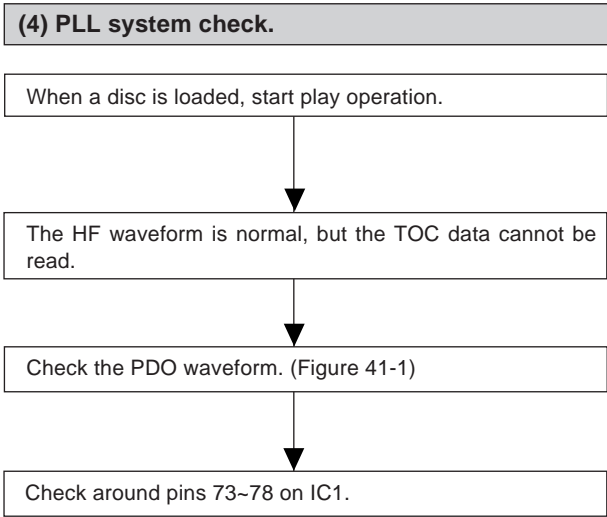 (4) PLL system check.
When a disc is loaded, start play operation.
The HF waveform is normal, but the TOC data cannot be
read.
Check the PDO waveform. (Figure 41-1)
Check around pins 73~78 on IC1.